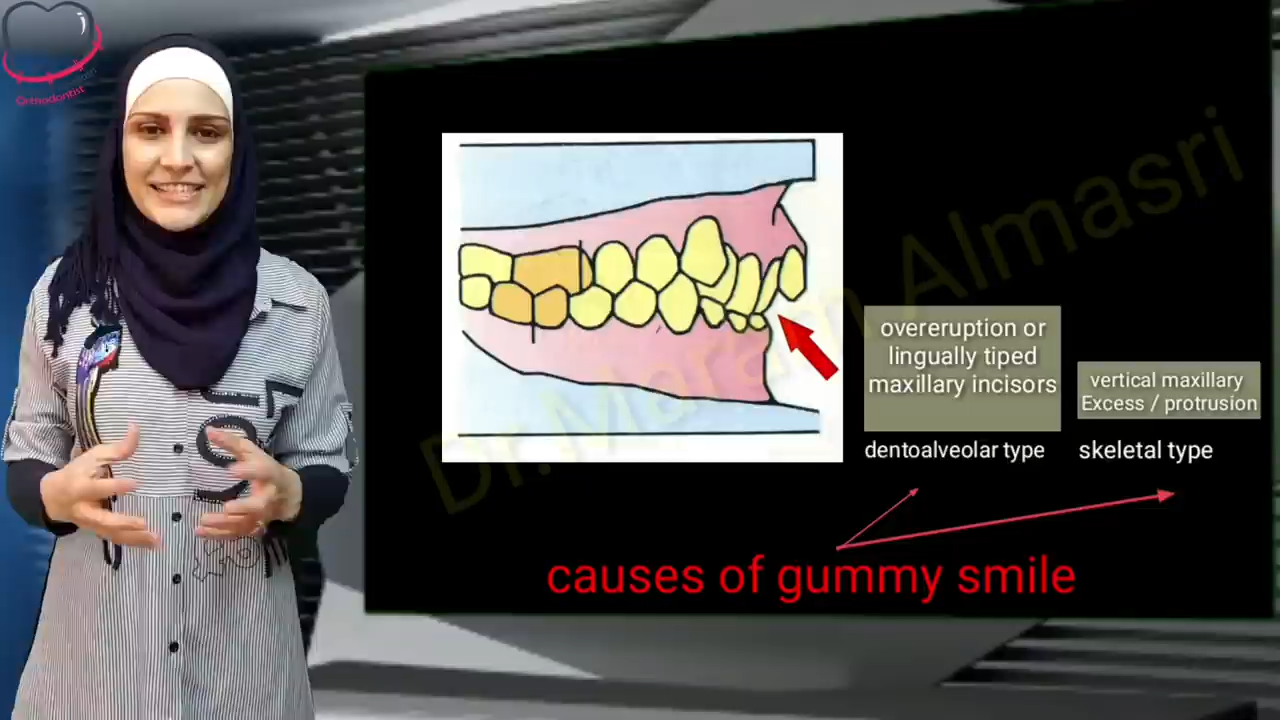 Orthodontist
Dr.Maram Almasri
overeruption or
lingually tiped
maxillary incisors
vertical maxillary
Excess / protrusion
dentoalveolar type
skeletal type
causes of gummy smile